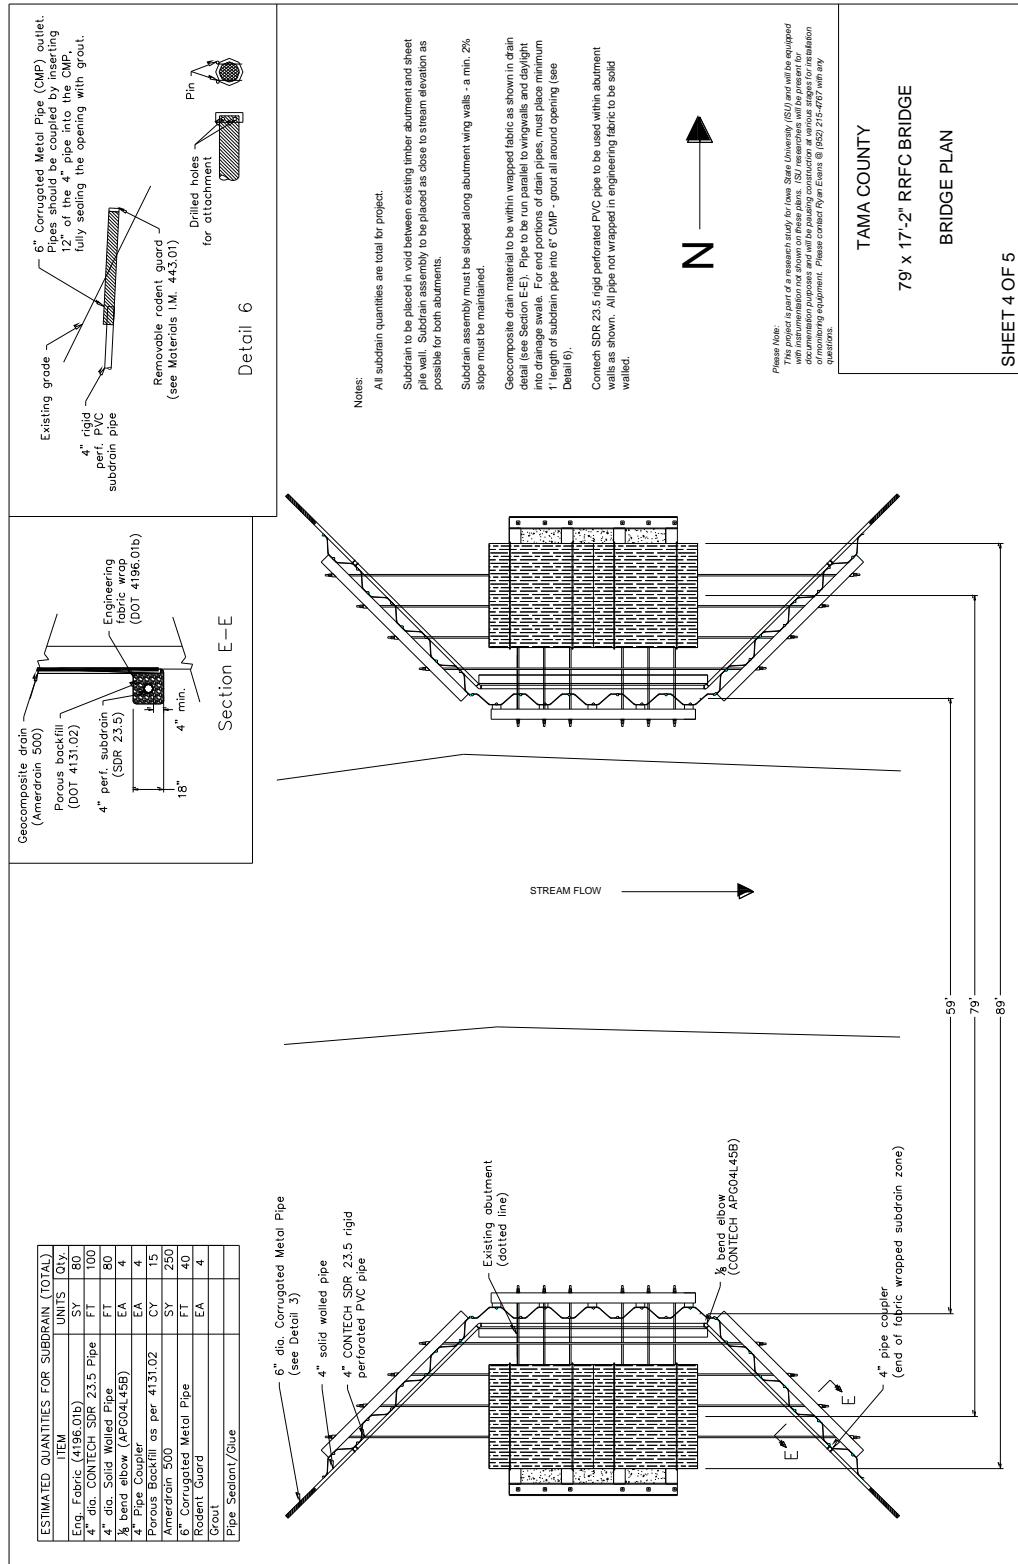 ESTIMATED QUANTITIES FOR SUBDRAIN (TOTAL)
ITEM UNITS Qty.
Eng. Fabric (4196.01b) SY 80
4" dia. CONTECH SDR 23.5 Pipe FT 100
4" dia. Solid Walled Pipe FT 80
⅛ bend elbow (APG04L45B) EA 4
4" Pipe Coupler EA 4
Porous Backfill as per 4131.02 CY 15
Amerdrain 500 SY 250
6" Corrugated Metal Pipe FT 40
Rodent Guard EA 4
Grout
Pipe Sealant/Glue
Geocomposite drain
(Amerdrain 500)
Porous backfill
(DOT 4131.02)
4" perf. subdrain
(SDR 23.5)
18"
4" min.
Engineering
fabric wrap
(DOT 4196.01b)
Section E-E
Existing grade
4" rigid
perf. PVC
subdrain pipe
6" Corrugated Metal Pipe (CMP) outlet.
Pipes should be coupled by inserting
12" of the 4" pipe into the CMP,
fully sealing the opening with grout.
Removable rodent guard
(see Materials I.M. 443.01)
Drilled holes
for attachment
Pin
Detail 6
6" dia. Corrugated Metal Pipe
(see Detail 3)
4" solid walled pipe
4" CONTECH SDR 23.5 rigid
perforated PVC pipe
Existing abutment
(dotted line)
⅛ bend elbow
(CONTECH APG04L45B)
4" pipe coupler
(end of fabric wrapped subdrain zone)
E
E
STREAM FLOW
59'
79'
89'
Notes:
All subdrain quantities are total for project.
Subdrain to be placed in void between existing timber abutment and sheet
pile wall. Subdrain assembly to be placed as close to stream elevation as
possible for both abutments.
Subdrain assembly must be sloped along abutment wing walls - a min. 2%
slope must be maintained.
Geocomposite drain material to be within wrapped fabric as shown in drain
detail (see Section E-E). Pipe to be run parallel to wingwalls and daylight
into drainage swale. For end portions of drain pipes, must place minimum
1' length of subdrain pipe into 6" CMP - grout all around opening (see
Detail 6).
Contech SDR 23.5 rigid perforated PVC pipe to be used within abutment
walls as shown. All pipe not wrapped in engineering fabric to be solid
walled.
N
Please Note:
This project is part of a research study for Iowa State University (ISU) and will be equipped
with instrumentation not shown on these plans. ISU researchers will be present for
documentation purposes and will be pausing construction at various stages for installation
of monitoring equipment. Please contact Ryan Evans @ (952) 215-4767 with any
questions.
TAMA COUNTY
79' x 17'-2" RRFC BRIDGE
BRIDGE PLAN
SHEET 4 OF 5